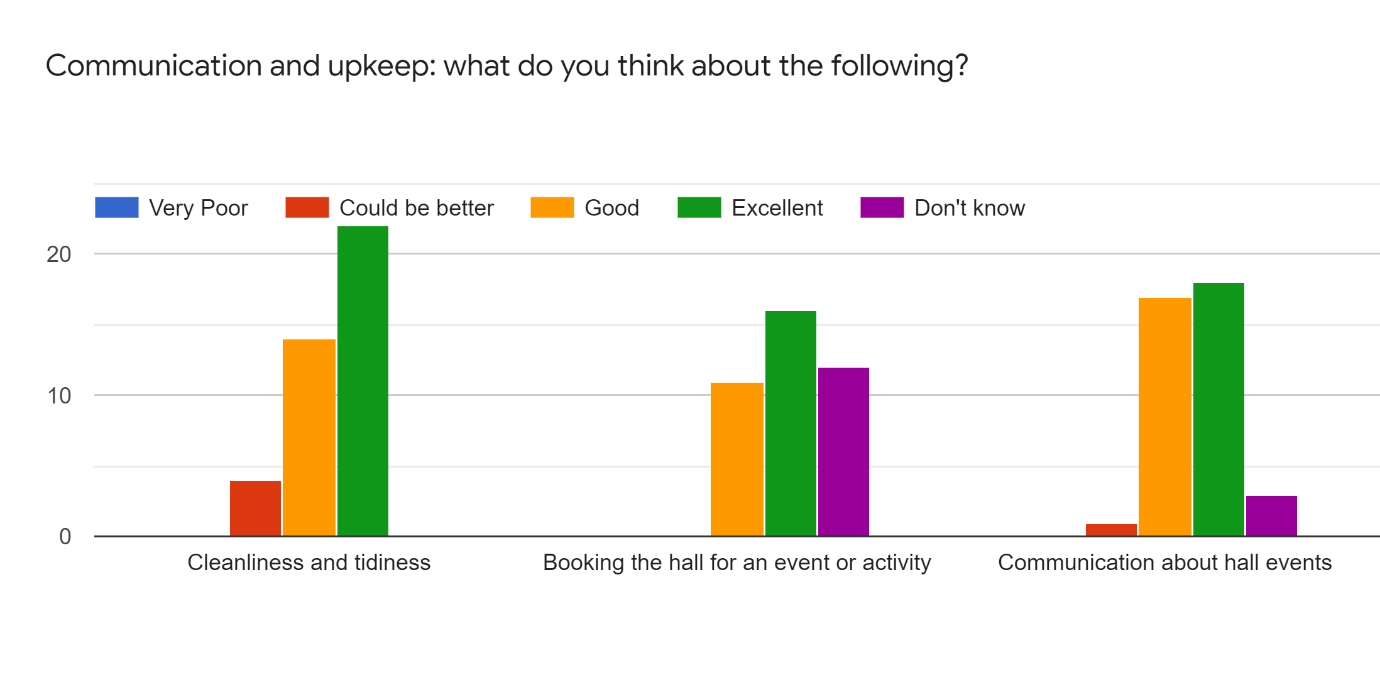 Communication and upkeep: what do you think about the following?
Very Poor Could be better Good Excellent Don't know
20
10
0
Cleanliness and tidiness Booking the hall for an event or activity Communication about hall events